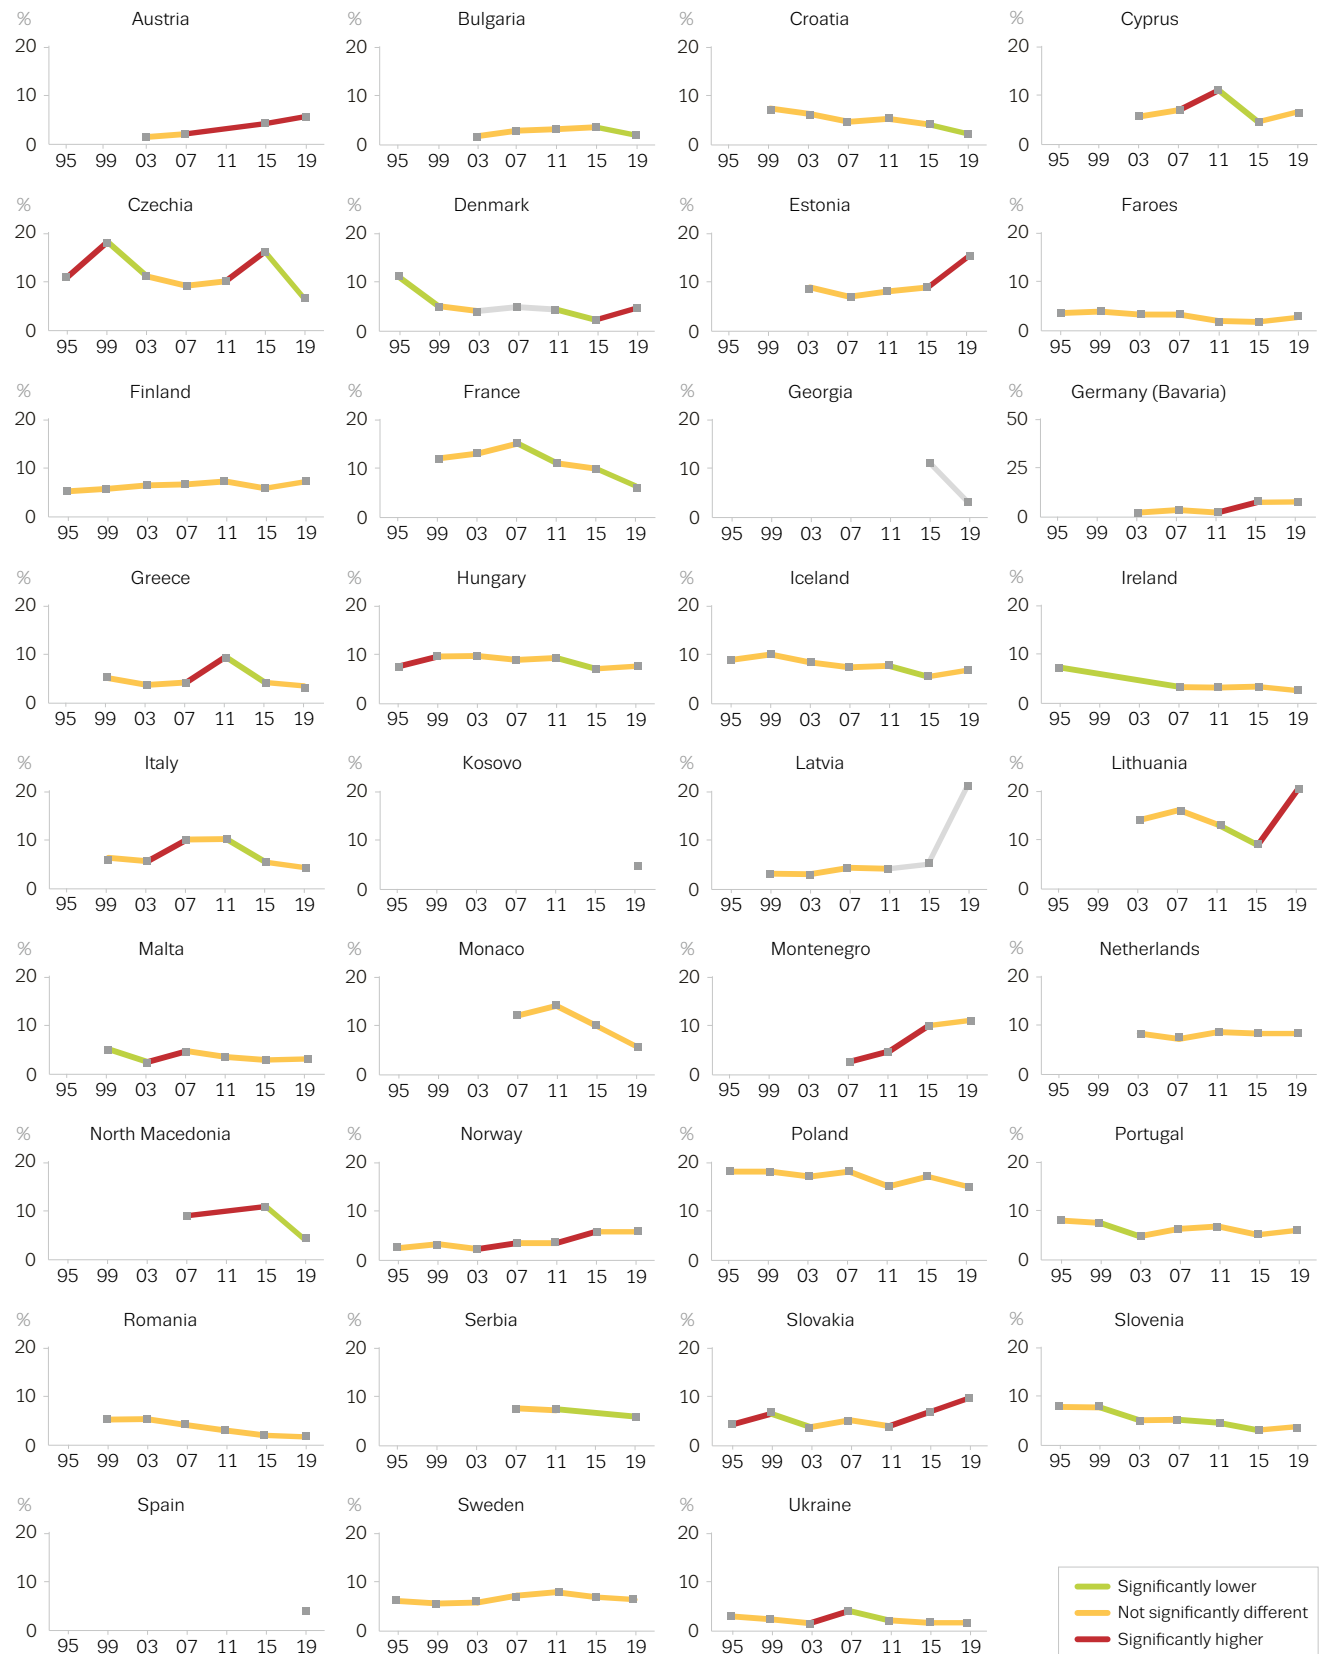 % Austria % Bulgaria % Croatia % Cyprus
20 20 20 20
10 10 10 10
0 0 0 0
95 99 03 07 11 15 19 95 99 03 07 11 15 19 95 99 03 07 11 15 19 95 99 03 07 11 15 19
% Czechia % Denmark % Estonia % Faroes
20 20 20 20
10 10 10 10
0 0 0 0
95 99 03 07 11 15 19 95 99 03 07 11 15 19 95 99 03 07 11 15 19 95 99 03 07 11 15 19
% Finland % France % Georgia % Germany (Bavaria)
20 20 20 50
10 10 10 25
0 0 0 0
95 99 03 07 11 15 19 95 99 03 07 11 15 19 95 99 03 07 11 15 19 95 99 03 07 11 15 19
% Greece % Hungary % Iceland % Ireland
20 20 20 20
10 10 10 10
0 0 0 0
95 99 03 07 11 15 19 95 99 03 07 11 15 19 95 99 03 07 11 15 19 95 99 03 07 11 15 19
% Italy % Kosovo % Latvia % Lithuania
20 20 20 20
10 10 10 10
0 0 0 0
95 99 03 07 11 15 19 95 99 03 07 11 15 19 95 99 03 07 11 15 19 95 99 03 07 11 15 19
% Malta % Monaco % Montenegro % Netherlands
20 20 20 20
10 10 10 10
0 0 0 0
95 99 03 07 11 15 19 95 99 03 07 11 15 19 95 99 03 07 11 15 19 95 99 03 07 11 15 19
% North Macedonia % Norway % Poland % Portugal
20 20 20 20
10 10 10 10
0 0 0 0
95 99 03 07 11 15 19 95 99 03 07 11 15 19 95 99 03 07 11 15 19 95 99 03 07 11 15 19
% Romania % Serbia % Slovakia % Slovenia
20 20 20 20
10 10 10 10
0 0 0 0
95 99 03 07 11 15 19 95 99 03 07 11 15 19 95 99 03 07 11 15 19 95 99 03 07 11 15 19
% Spain % Sweden % Ukraine
20 20 20
10 10 10
0 0 0
95 99 03 07 11 15 19 95 99 03 07 11 15 19 95 99 03 07 11 15 19
Significantly lower
Not significantly different
Significantly higher